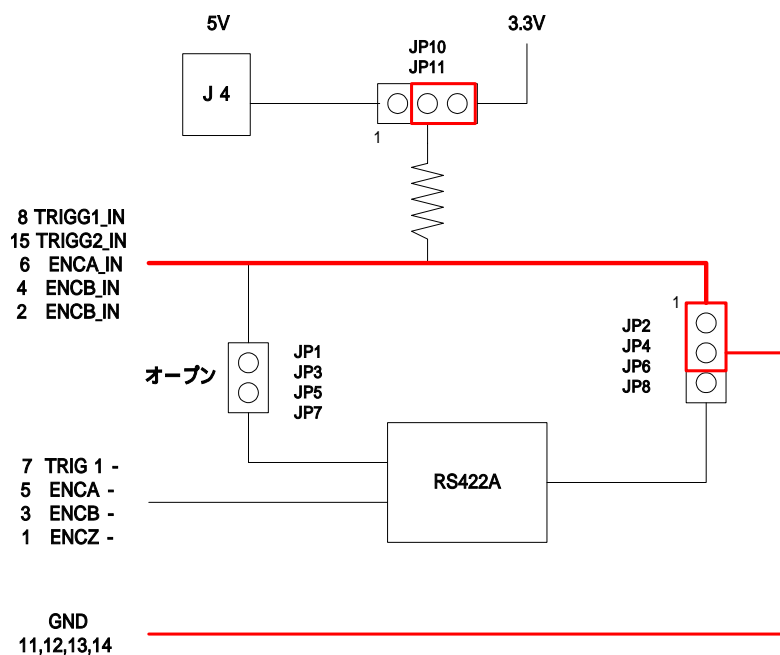 5V
3.3V
JP10
JP11
J 4
1
8 TRIGG1_IN
15 TRIGG2_IN
6 ENCA_IN
4 ENCB_IN
2 ENCB_IN
1
JP2
JP4
JP6
JP8
オープン
JP1
JP3
JP5
JP7
7 TRIG 1 -
5 ENCA -
3 ENCB -
1 ENCZ -
RS422A
GND
11,12,13,14